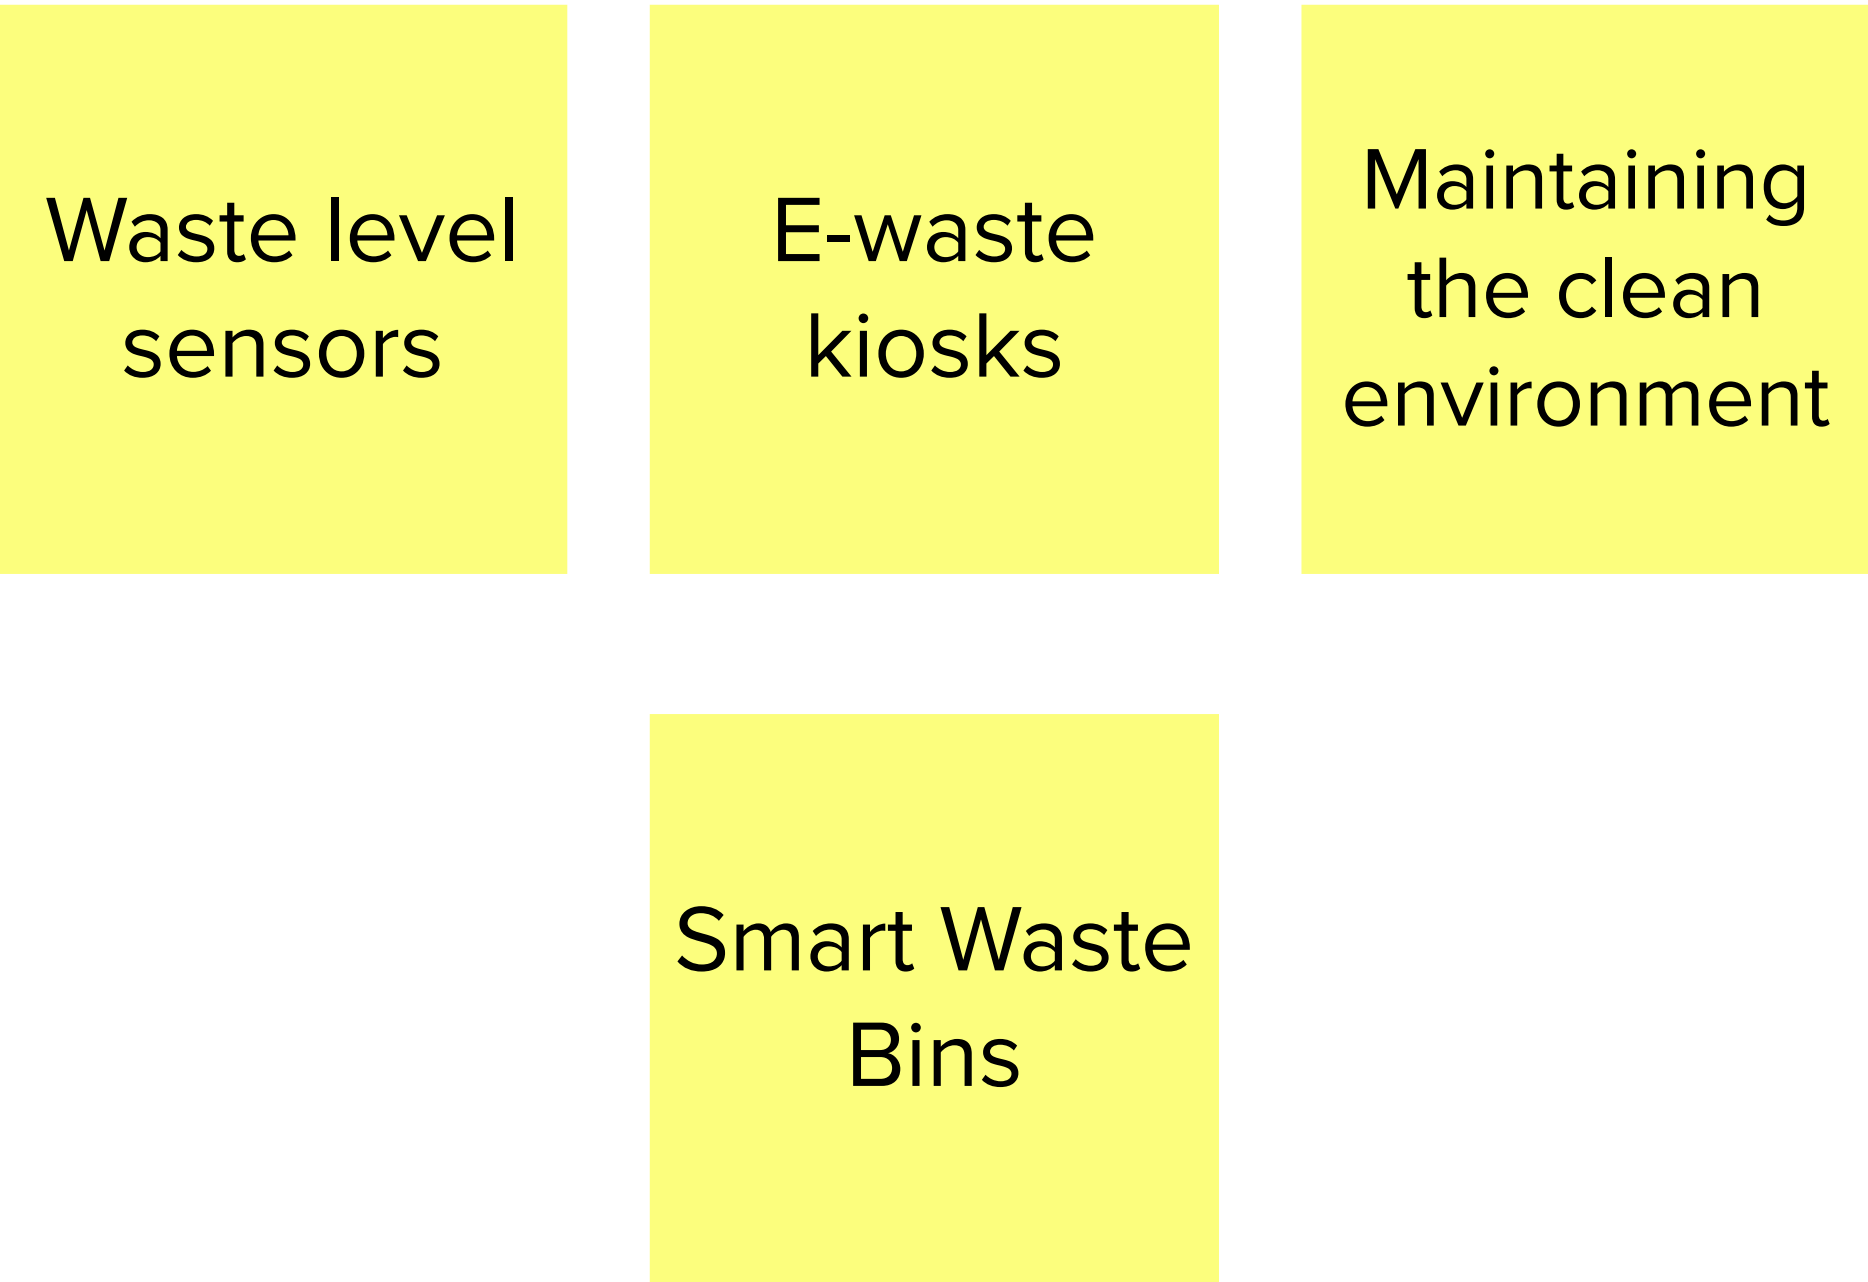 Waste level
sensors
E-waste
kiosks
Maintaining
the clean
environment
Smart Waste
Bins